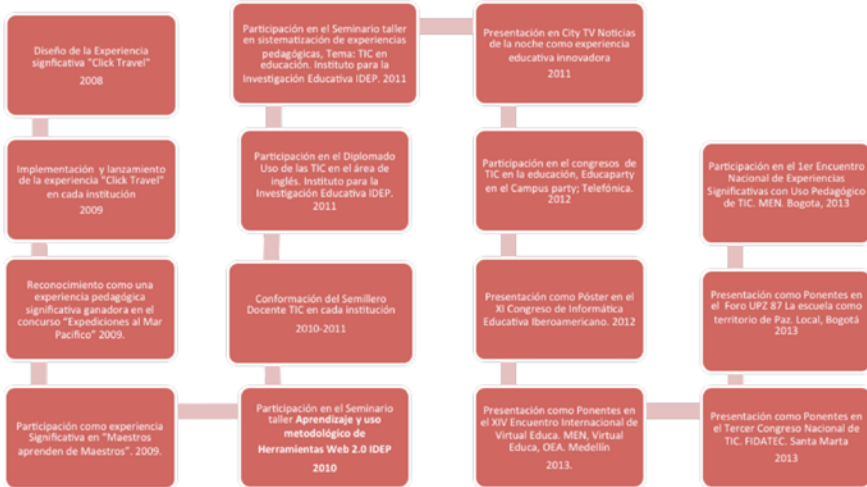 Diseño de la Experiencia
signficativa "Click Travel"
2008
Implementación y lanzamiento
de la experiencia "Click Travel"
en cada institución
2009
Reconocimiento como una
experiencia pedagógica
significativa ganadora en el
concurso "Expediciones al Mar
Pacifico" 2009.
Participación como experiencia
Significativa en "Maestros
aprenden de Maestros". 2009.
Participación en el Seminario
taller Aprendizaje y uso
metodológico de
Herramientas Web 2.0 IDEP
2010
Conformación del Semillero
Docente TIC en cada institución
2010-2011
Participación en el Diplomado
Uso de las TIC en el área de
inglés. Instituto para la
Investigación Educativa IDEP.
2011
Participación en el Seminario taller
en sistematización de experiencias
pedagógicas, Tema: TIC en
educación. Instituto para la
Investigación Educativa IDEP. 2011
Presentación en City TV Noticias
de la noche como experiencia
educativa innovadora
2011
Participación en el congresos de
TIC en la educación, Educaparty
en el Campus party; Telefónica.
2012
Presentación como Póster en el
XI Congreso de Informática
Educativa Iberoamericano. 2012
Presentación como Ponentes en
el XIV Encuentro Internacional de
Virtual Educa. MEN, Virtual
Educa, OEA. Medellín
2013.
Presentación como Ponentes en
el Tercer Congreso Nacional de
TIC. FIDATEC. Santa Marta
2013
Presentación como Ponentes en
el Foro UPZ 87 La escuela como
territorio de Paz. Local, Bogotá
2013
Participación en el 1er Encuentro
Nacional de Experiencias
Significativas con Uso Pedagógico
de TIC. MEN. Bogota, 2013